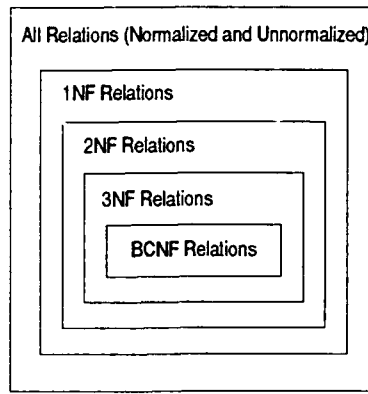 All Relations (Normalized and Unnormalized)
1NF Relations
2NF Relations
3NF Relations
BCNF Relations